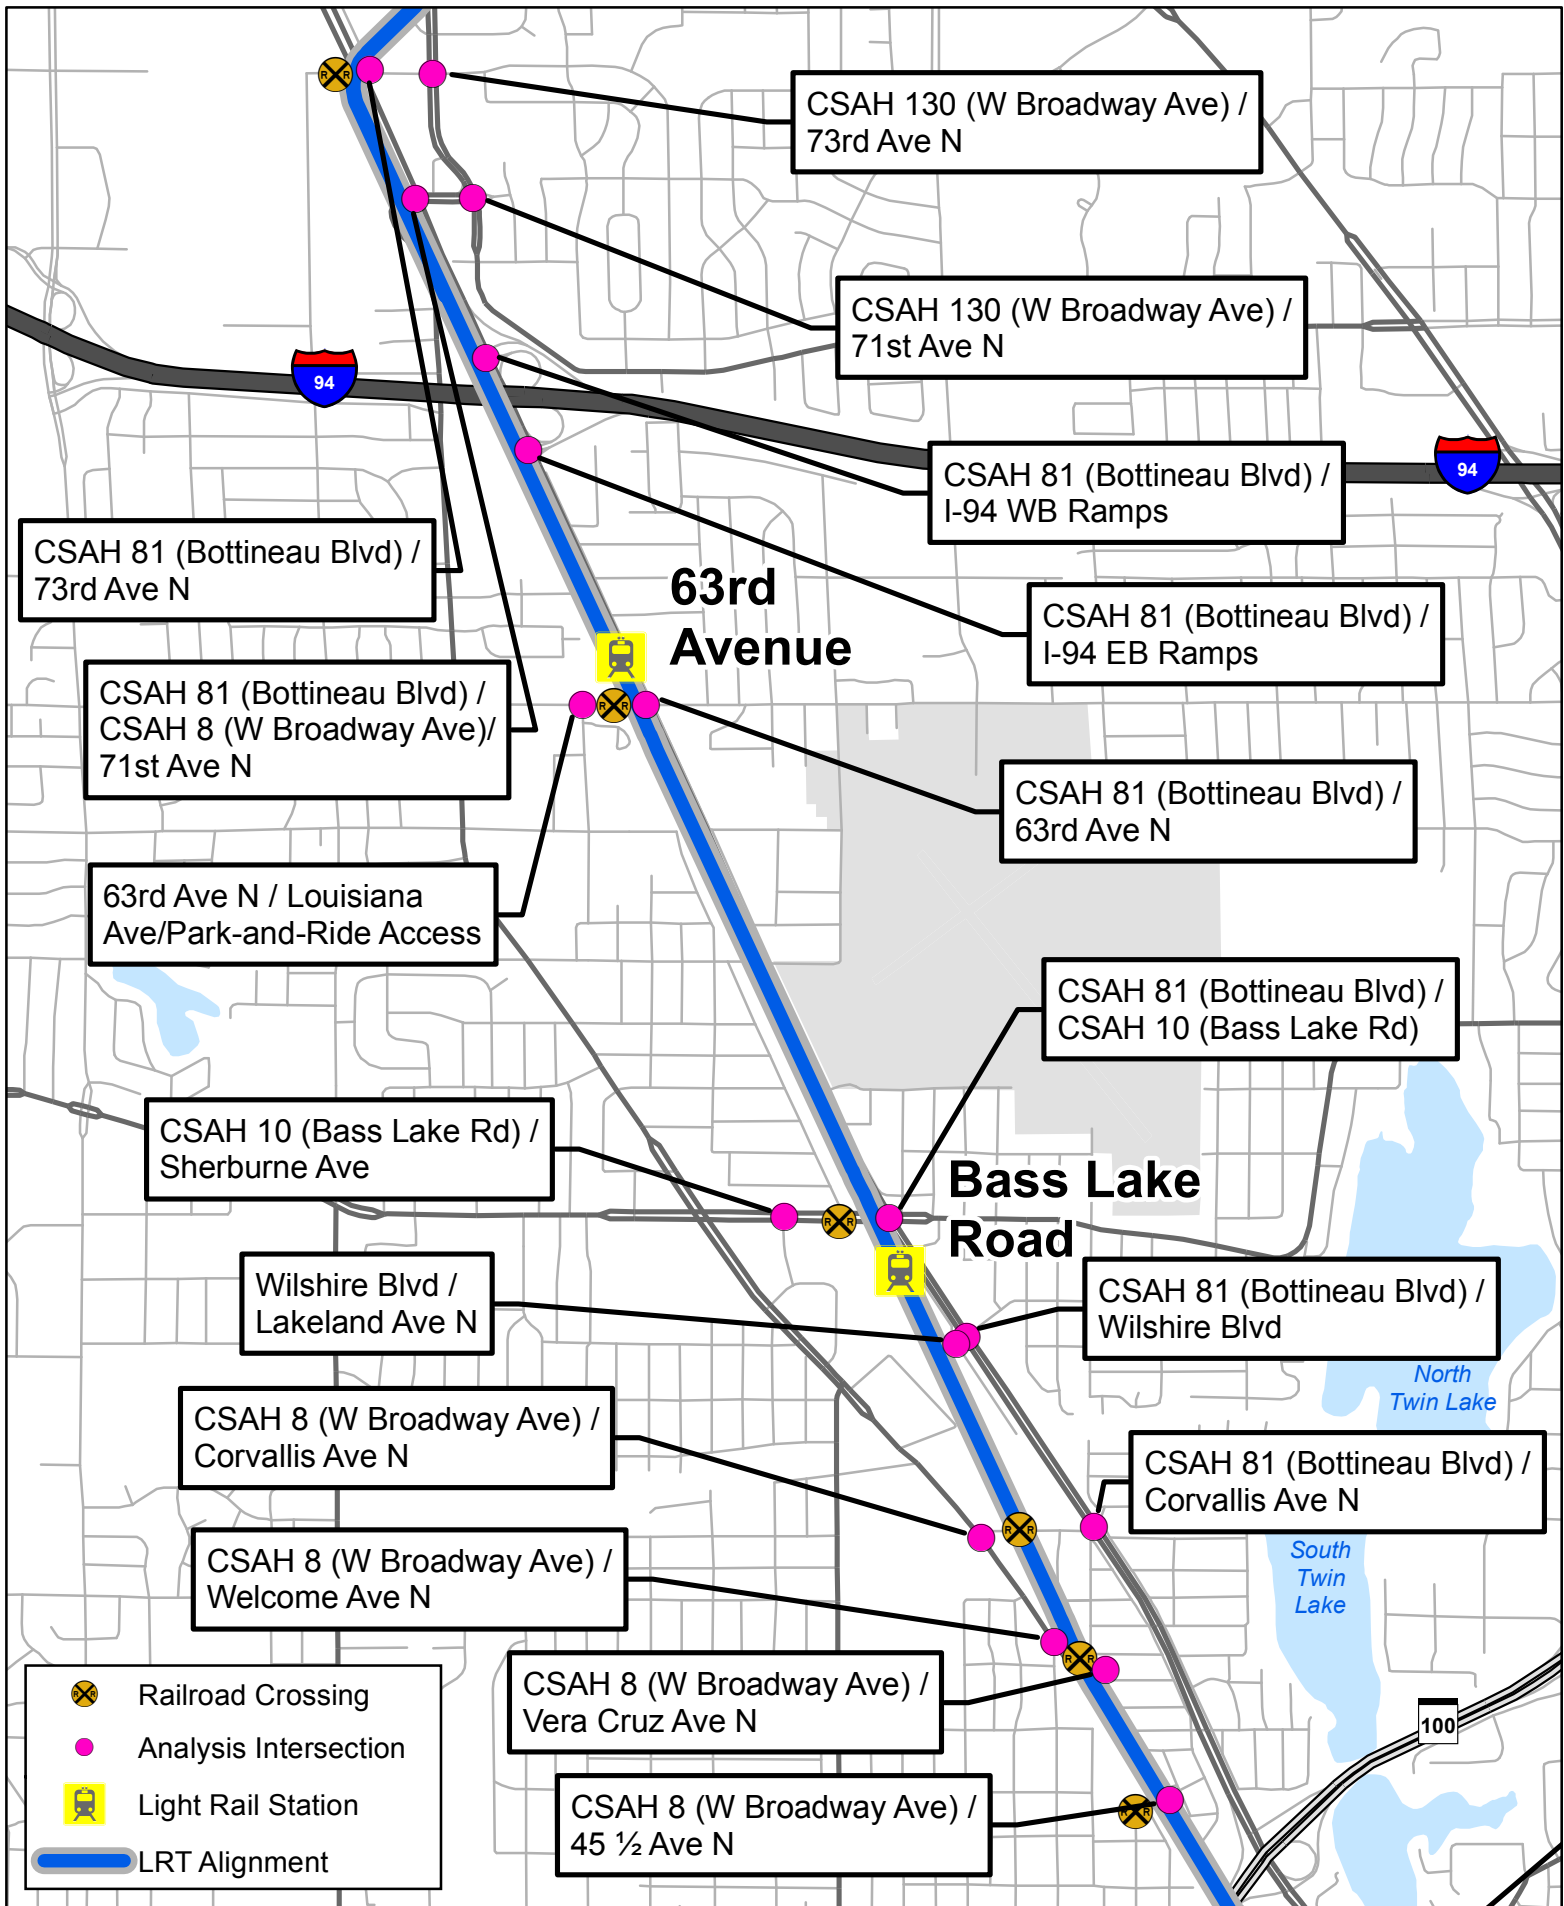 CSAH 130 (W Broadway Ave) /
73rd Ave N
CSAH 130 (W Broadway Ave) /
71st Ave N
94
CSAH 81 (Bottineau Blvd) /
I-94 WB Ramps
94
CSAH 81 (Bottineau Blvd) /
73rd Ave N
63rd
Avenue
CSAH 81 (Bottineau Blvd) /
I-94 EB Ramps
CSAH 81 (Bottineau Blvd) /
CSAH 8 (W Broadway Ave)/
71st Ave N
CSAH 81 (Bottineau Blvd) /
63rd Ave N
63rd Ave N / Louisiana
Ave/Park-and-Ride Access
CSAH 81 (Bottineau Blvd) /
CSAH 10 (Bass Lake Rd)
CSAH 10 (Bass Lake Rd) /
Sherburne Ave
Bass Lake
Road
Wilshire Blvd /
Lakeland Ave N
CSAH 81 (Bottineau Blvd) /
Wilshire Blvd
North
Twin Lake
CSAH 8 (W Broadway Ave) /
Corvallis Ave N
CSAH 81 (Bottineau Blvd) /
Corvallis Ave N
CSAH 8 (W Broadway Ave) /
Welcome Ave N
South
Twin
Lake
CSAH 8 (W Broadway Ave) /
Vera Cruz Ave N
100
CSAH 8 (W Broadway Ave) /
45 ½ Ave N
R R
R R
R R
R R
R R
R R
R R Railroad Crossing
Analysis Intersection
Light Rail Station
LRT Alignment